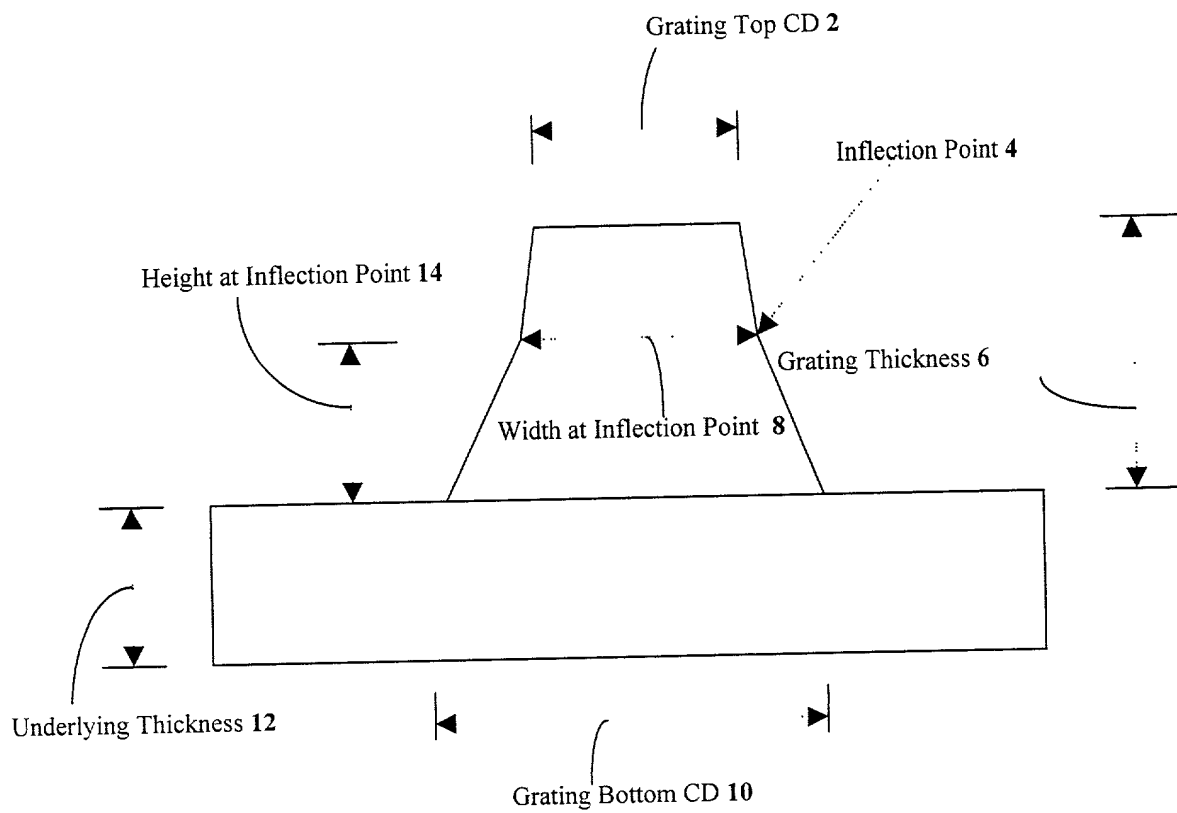 Grating Top CD 2
Inflection Point 4
Height at Inflection Point 14
Grating Thickness 6
Width at Inflection Point 8
Underlying Thickness 12
Grating Bottom CD 10